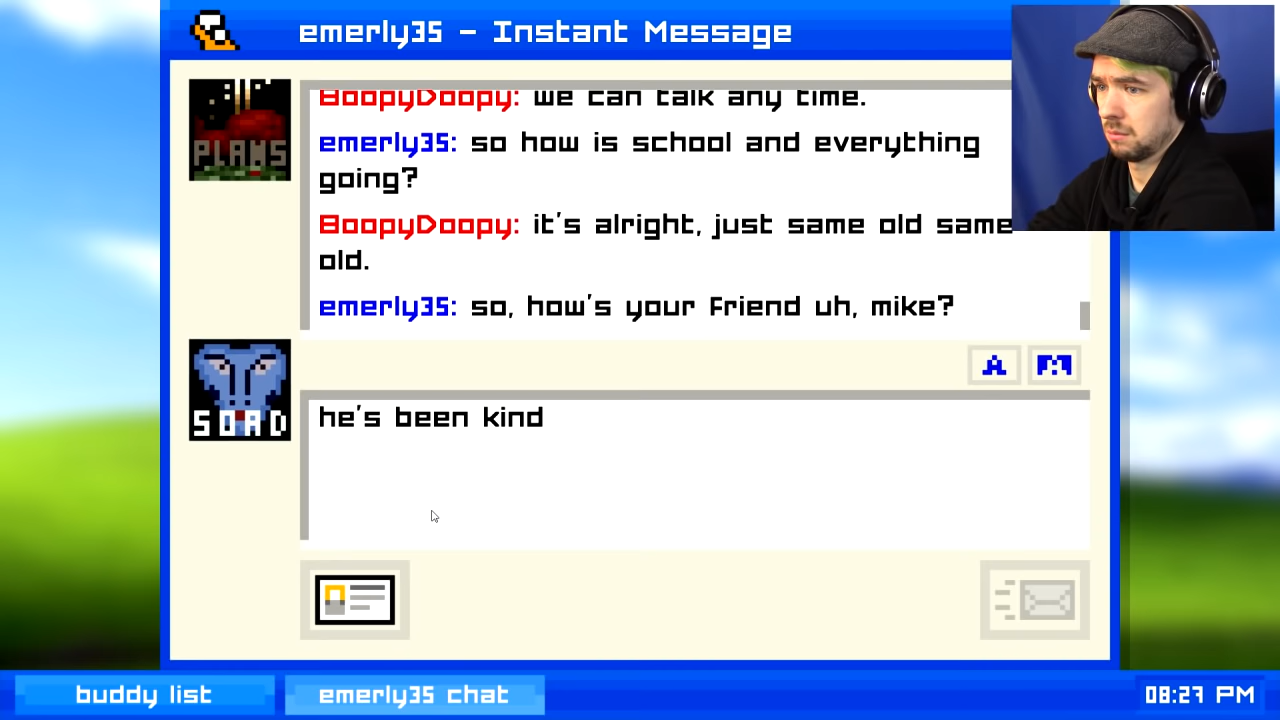 emerly35 - Instant Message
BoopyDoopy: we can talk any time.
PLANS
emerly35: so how is school and everything
going?
BoopyDoopy: it's alright, just same old same
old.
emerly35: so, how's your friend uh, mike?
A
SOAD
he's been kind
buddy list
emerly35 chat
08:27 PM